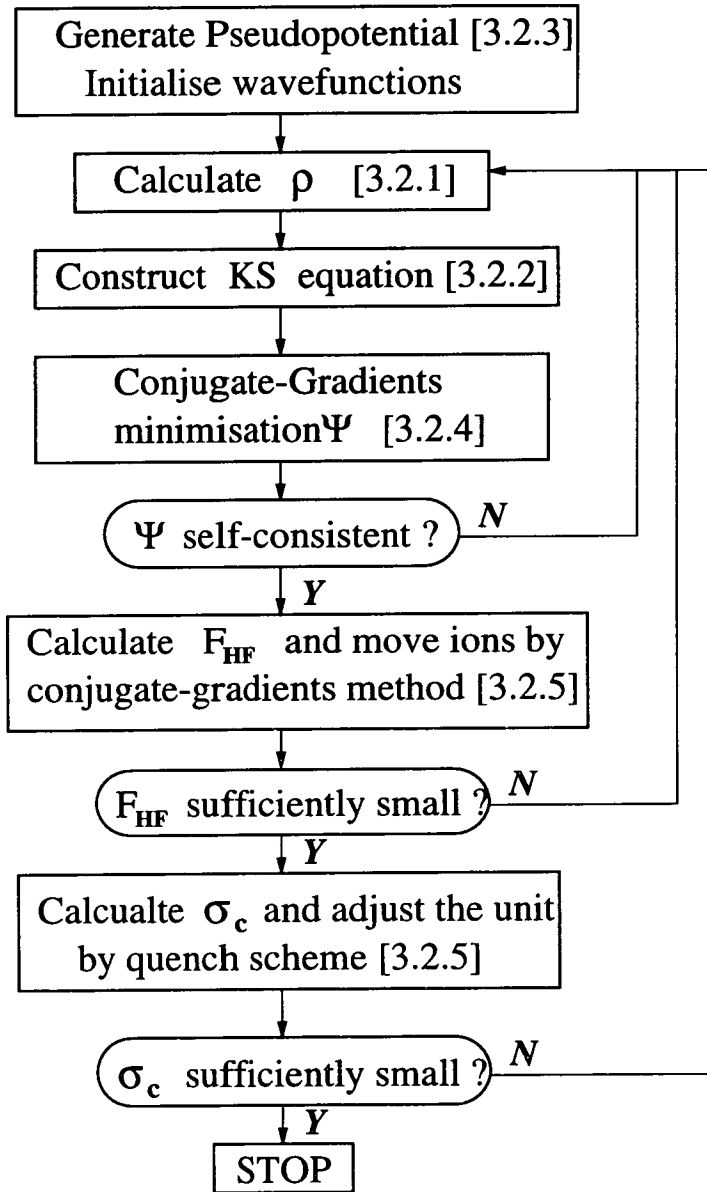 Generate Pseudopotential [3.2.3]
Initialise wavefunctions
Calculate ρ [3.2.1]
Construct KS equation [3.2.2]
Conjugate-Gradients
minimisationΨ [3.2.4]
Ψ self-consistent ?
N
Y
Calculate F_HF and move ions by
conjugate-gradients method [3.2.5]
F_HF sufficiently small ?
N
Y
Calcualte σ_c and adjust the unit
by quench scheme [3.2.5]
σ_c sufficiently small ?
N
Y
STOP